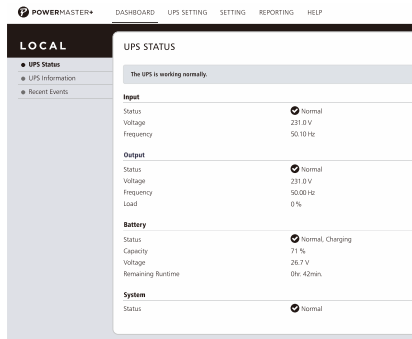 POWERMASTER+
DASHBOARD UPS SETTING SETTING REPORTING HELP
LOCAL
UPS Status
UPS Information
Recent Events
UPS STATUS
The UPS is working normally.
Input
Status Normal
Voltage 231.0 V
Frequency 50.10 Hz
Output
Status Normal
Voltage 231.0 V
Frequency 50.00 Hz
Load 0 %
Battery
Status Normal, Charging
Capacity 71 %
Voltage 26.7 V
Remaining Runtime 0hr. 42min.
System
Status Normal